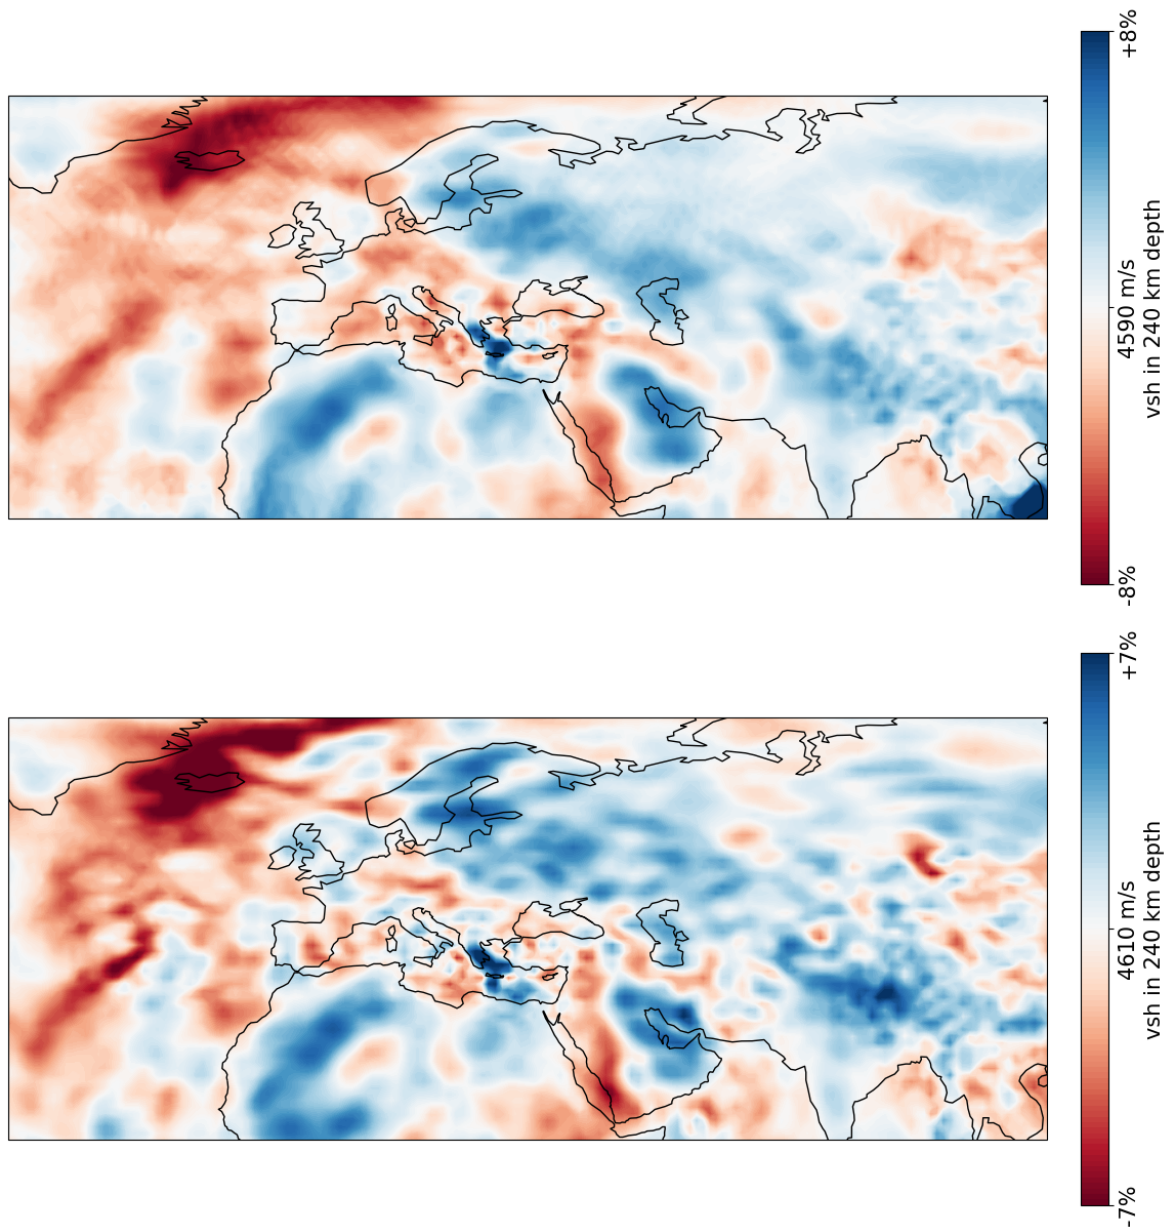 +8%
4590 m/s
-8%
vsh in 240 km depth
+7%
4610 m/s
-7%
vsh in 240 km depth